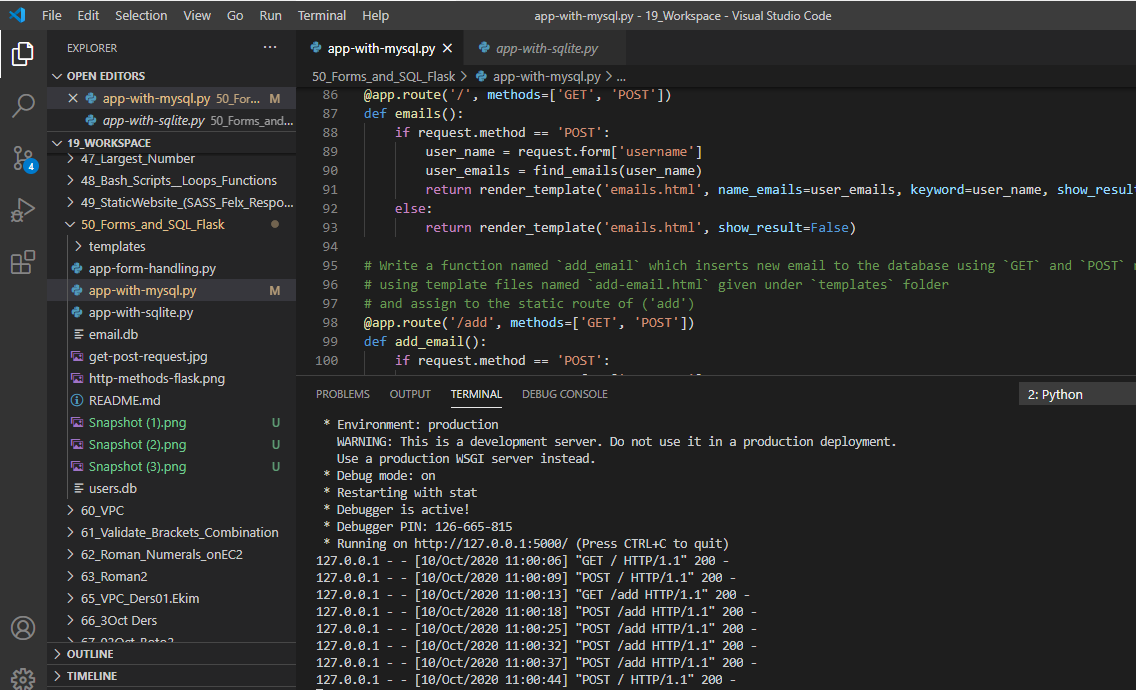 File Edit Selection View Go Run Terminal Help app-with-mysql.py - 19_Workspace - Visual Studio Code
EXPLORER ...
OPEN EDITORS
app-with-mysql.py 50_For... M
app-with-sqlite.py 50_Forms_and...
19_WORKSPACE
47_Largest_Number
48_Bash_Scripts__Loops_Functions
49_StaticWebsite_(SASS_Felx_Respo...
50_Forms_and_SQL_Flask
templates
app-form-handling.py
app-with-mysql.py M
app-with-sqlite.py
email.db
get-post-request.jpg
http-methods-flask.png
README.md
Snapshot (1).png U
Snapshot (2).png U
Snapshot (3).png U
users.db
60_VPC
61_Validate_Brackets_Combination
62_Roman_Numerals_onEC2
63_Roman2
65_VPC_Ders01.Ekim
66_3Oct Ders
OUTLINE
TIMELINE
4
app-with-mysql.py app-with-sqlite.py
50_Forms_and_SQL_Flask > app-with-mysql.py > ...
86 @app.route('/', methods=['GET', 'POST'])
87 def emails():
88 if request.method == 'POST':
89 user_name = request.form['username']
90 user_emails = find_emails(user_name)
91 return render_template('emails.html', name_emails=user_emails, keyword=user_name, show_result
92 else:
93 return render_template('emails.html', show_result=False)
94
95 # Write a function named `add_email` which inserts new email to the database using `GET` and `POST`
96 # using template files named `add-email.html` given under `templates` folder
97 # and assign to the static route of ('add')
98 @app.route('/add', methods=['GET', 'POST'])
99 def add_email():
100 if request.method == 'POST':
PROBLEMS OUTPUT TERMINAL DEBUG CONSOLE 2: Python
* Environment: production
WARNING: This is a development server. Do not use it in a production deployment.
Use a production WSGI server instead.
* Debug mode: on
* Restarting with stat
* Debugger is active!
* Debugger PIN: 126-665-815
* Running on http://127.0.0.1:5000/ (Press CTRL+C to quit)
127.0.0.1 - - [10/Oct/2020 11:00:06] "GET / HTTP/1.1" 200 -
127.0.0.1 - - [10/Oct/2020 11:00:09] "POST / HTTP/1.1" 200 -
127.0.0.1 - - [10/Oct/2020 11:00:13] "GET /add HTTP/1.1" 200 -
127.0.0.1 - - [10/Oct/2020 11:00:18] "POST /add HTTP/1.1" 200 -
127.0.0.1 - - [10/Oct/2020 11:00:25] "POST /add HTTP/1.1" 200 -
127.0.0.1 - - [10/Oct/2020 11:00:32] "POST /add HTTP/1.1" 200 -
127.0.0.1 - - [10/Oct/2020 11:00:37] "POST /add HTTP/1.1" 200 -
127.0.0.1 - - [10/Oct/2020 11:00:44] "POST / HTTP/1.1" 200 -